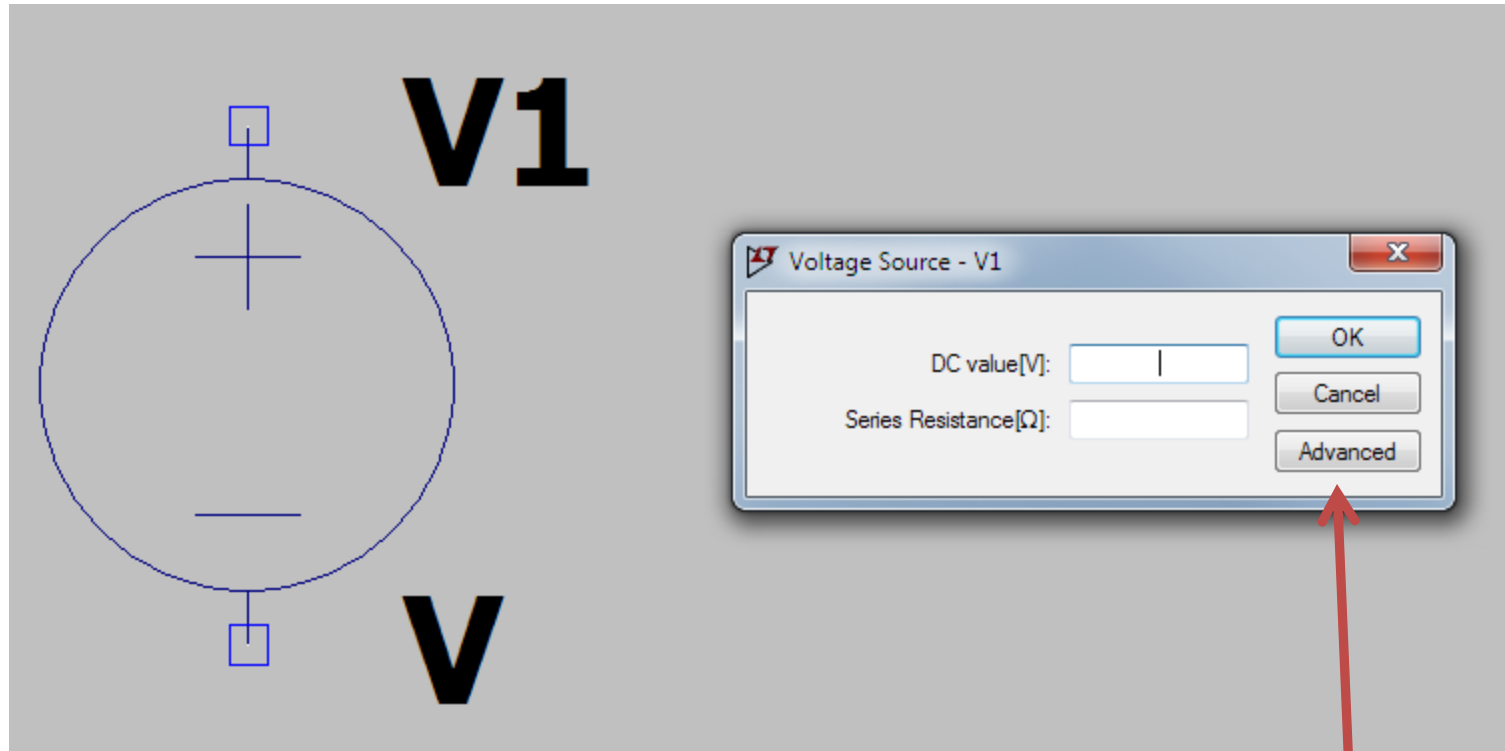 V1
Voltage Source - V1
DC value[V]:
OK
Series Resistance[Ω]:
Cancel
Advanced
V